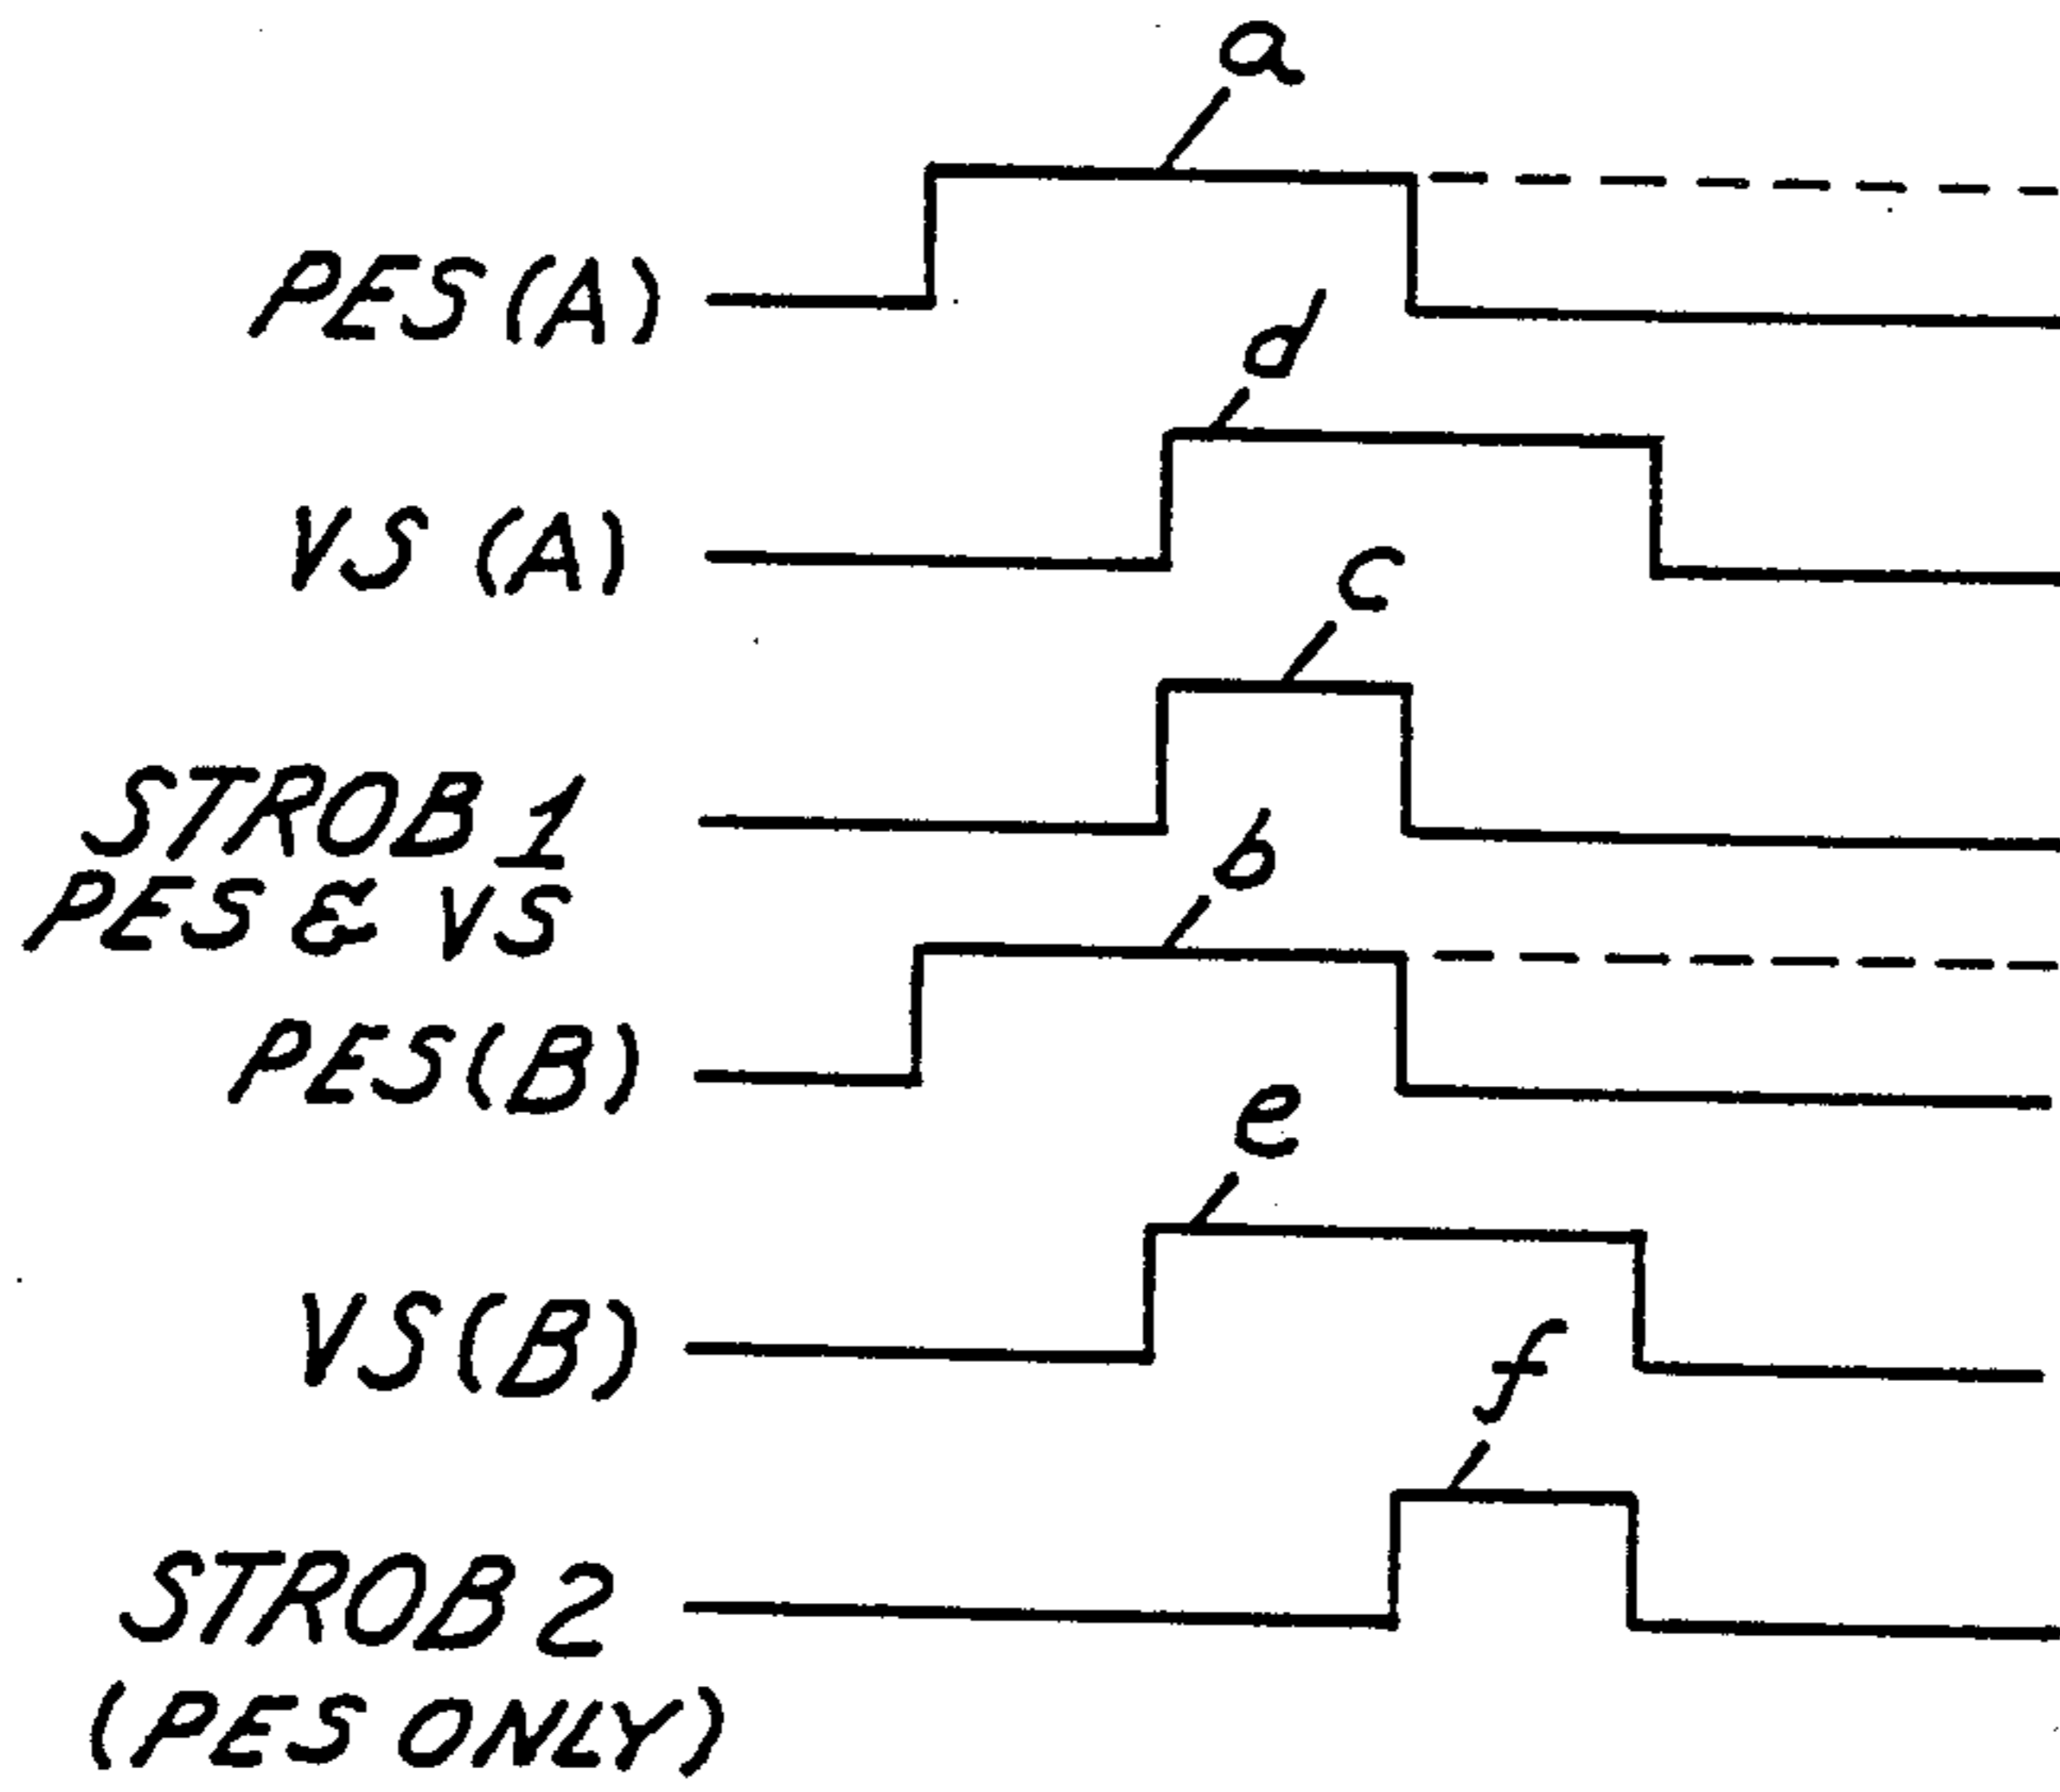 a
PES (A)
d
VS (A)
c
STROB 1
PES & VS
b
PES (B)
e
VS (B)
f
STROB 2
(PES ONLY)